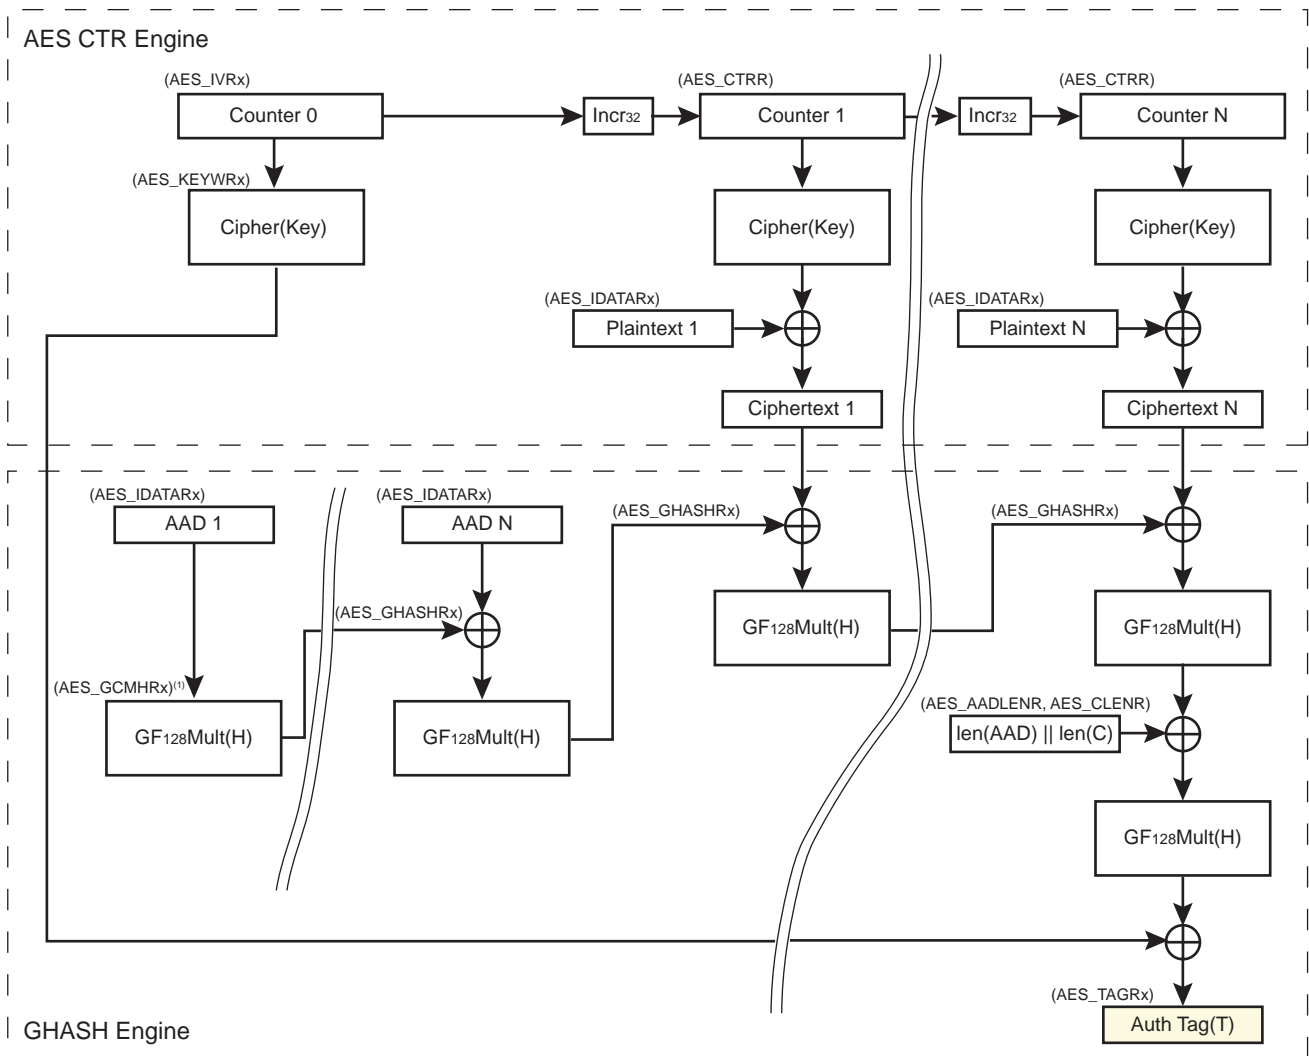 AES CTR Engine
(AES_IVRx)
(AES_CTRR)
(AES_CTRR)
Counter 0
Incr32
Counter 1
Incr32
Counter N
(AES_KEYWRx)
Cipher(Key)
Cipher(Key)
Cipher(Key)
(AES_IDATARx)
(AES_IDATARx)
Plaintext 1
Plaintext N
Ciphertext 1
Ciphertext N
(AES_IDATARx)
(AES_IDATARx)
(AES_GHASHRx)
(AES_GHASHRx)
AAD 1
AAD N
(AES_GHASHRx)
GF128Mult(H)
GF128Mult(H)
(AES_GCMHRx)(1)
(AES_AADLENR, AES_CLENR)
GF128Mult(H)
GF128Mult(H)
len(AAD) || len(C)
GF128Mult(H)
(AES_TAGRx)
Auth Tag(T)
GHASH Engine